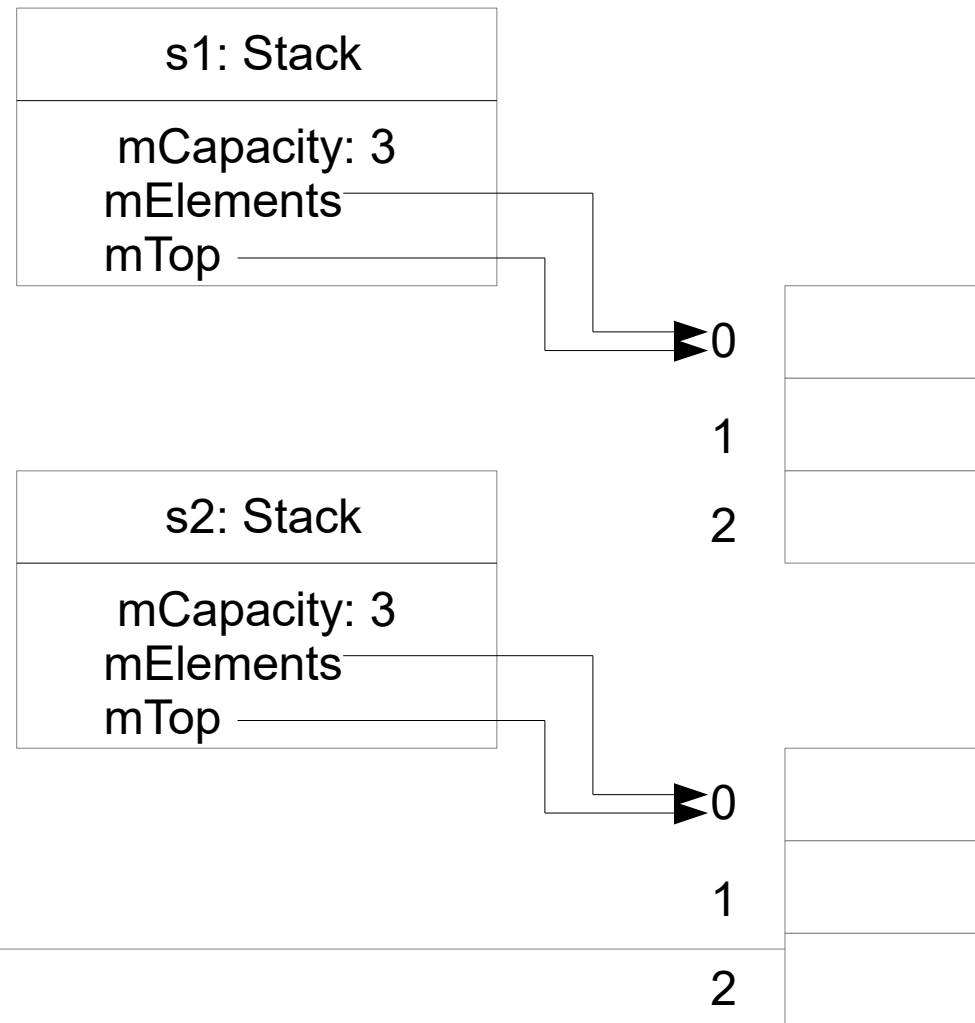 s1: Stack
mCapacity: 3
mElements
mTop
0
1
2
s2: Stack
mCapacity: 3
mElements
mTop
0
1
2